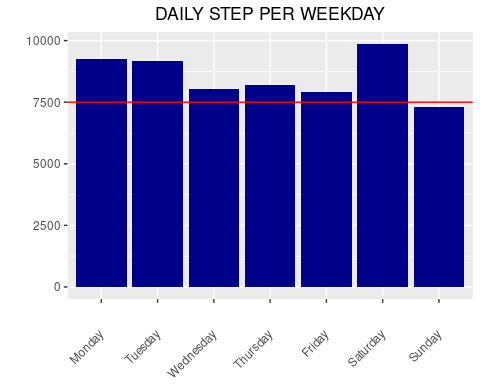 DAILY STEP PER WEEKDAY
10000
7500
5000
2500
0
Monday
Tuesday
Wednesday
Thursday
Friday
Saturday
Sunday